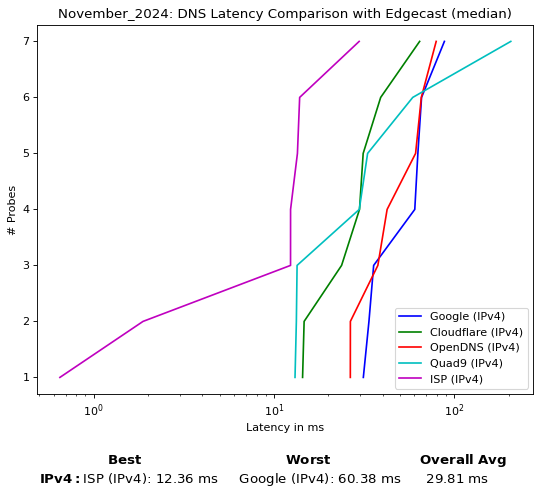 November_2024: DNS Latency Comparison with Edgecast (median)
7
6
5
4
3
2
1
# Probes
10⁰ 10¹ 10²
Latency in ms
Google (IPv4)
Cloudflare (IPv4)
OpenDNS (IPv4)
Quad9 (IPv4)
ISP (IPv4)
Best Worst Overall Avg
IPv4: ISP (IPv4): 12.36 ms Google (IPv4): 60.38 ms 29.81 ms